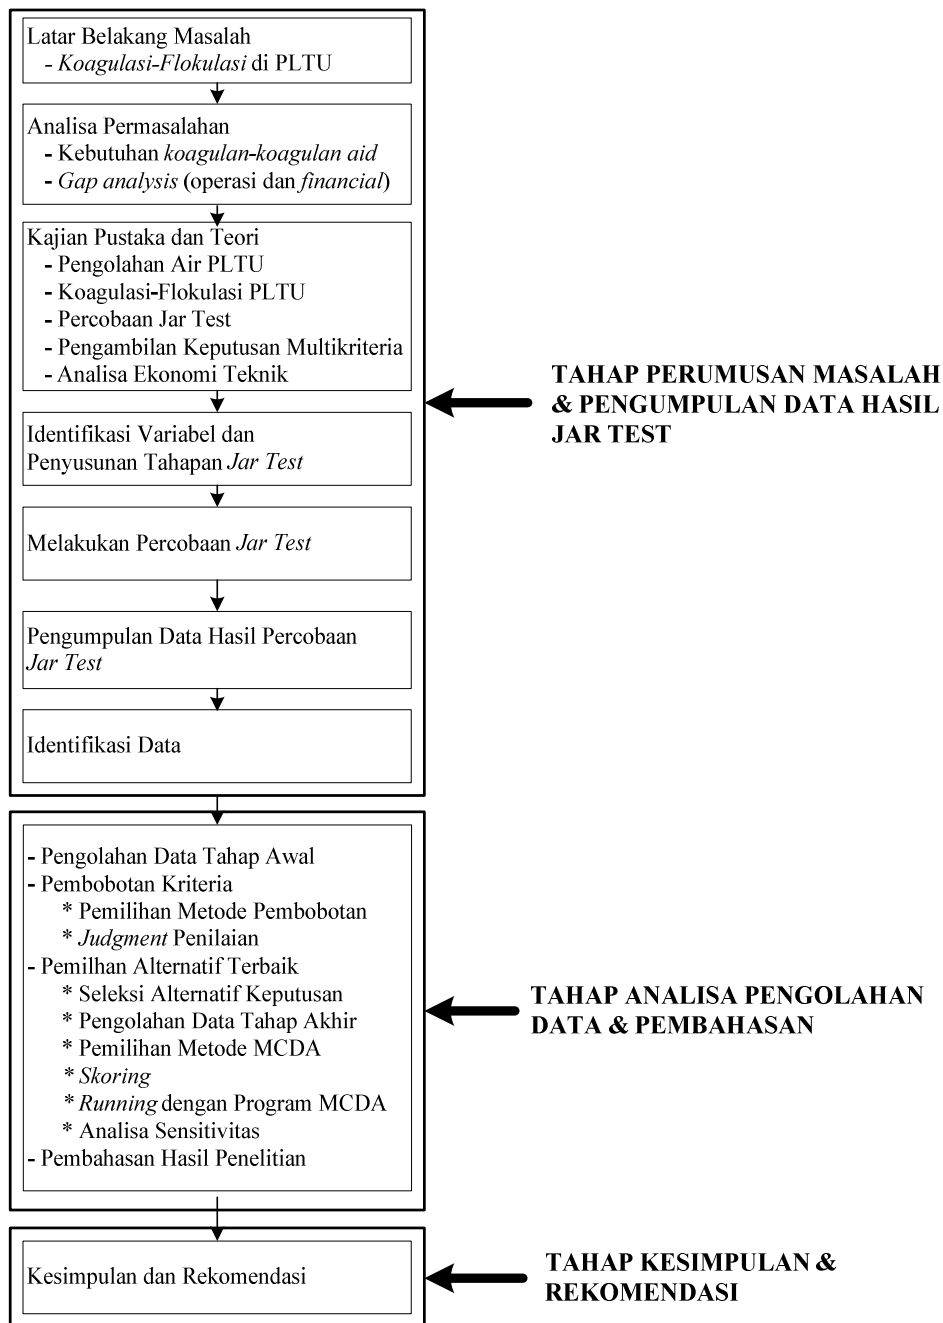 Latar Belakang Masalah
- Koagulasi-Flokulasi di PLTU
Analisa Permasalahan
- Kebutuhan koagulan-koagulan aid
- Gap analysis (operasi dan financial)
Kajian Pustaka dan Teori
- Pengolahan Air PLTU
- Koagulasi-Flokulasi PLTU
- Percobaan Jar Test
- Pengambilan Keputusan Multikriteria
- Analisa Ekonomi Teknik
Identifikasi Variabel dan
Penyusunan Tahapan Jar Test
Melakukan Percobaan Jar Test
Pengumpulan Data Hasil Percobaan
Jar Test
Identifikasi Data
TAHAP PERUMUSAN MASALAH
& PENGUMPULAN DATA HASIL
JAR TEST
- Pengolahan Data Tahap Awal
- Pembobotan Kriteria
* Pemilihan Metode Pembobotan
* Judgment Penilaian
- Pemilhan Alternatif Terbaik
* Seleksi Alternatif Keputusan
* Pengolahan Data Tahap Akhir
* Pemilihan Metode MCDA
* Skoring
* Running dengan Program MCDA
* Analisa Sensitivitas
- Pembahasan Hasil Penelitian
TAHAP ANALISA PENGOLAHAN
DATA & PEMBAHASAN
Kesimpulan dan Rekomendasi
TAHAP KESIMPULAN &
REKOMENDASI